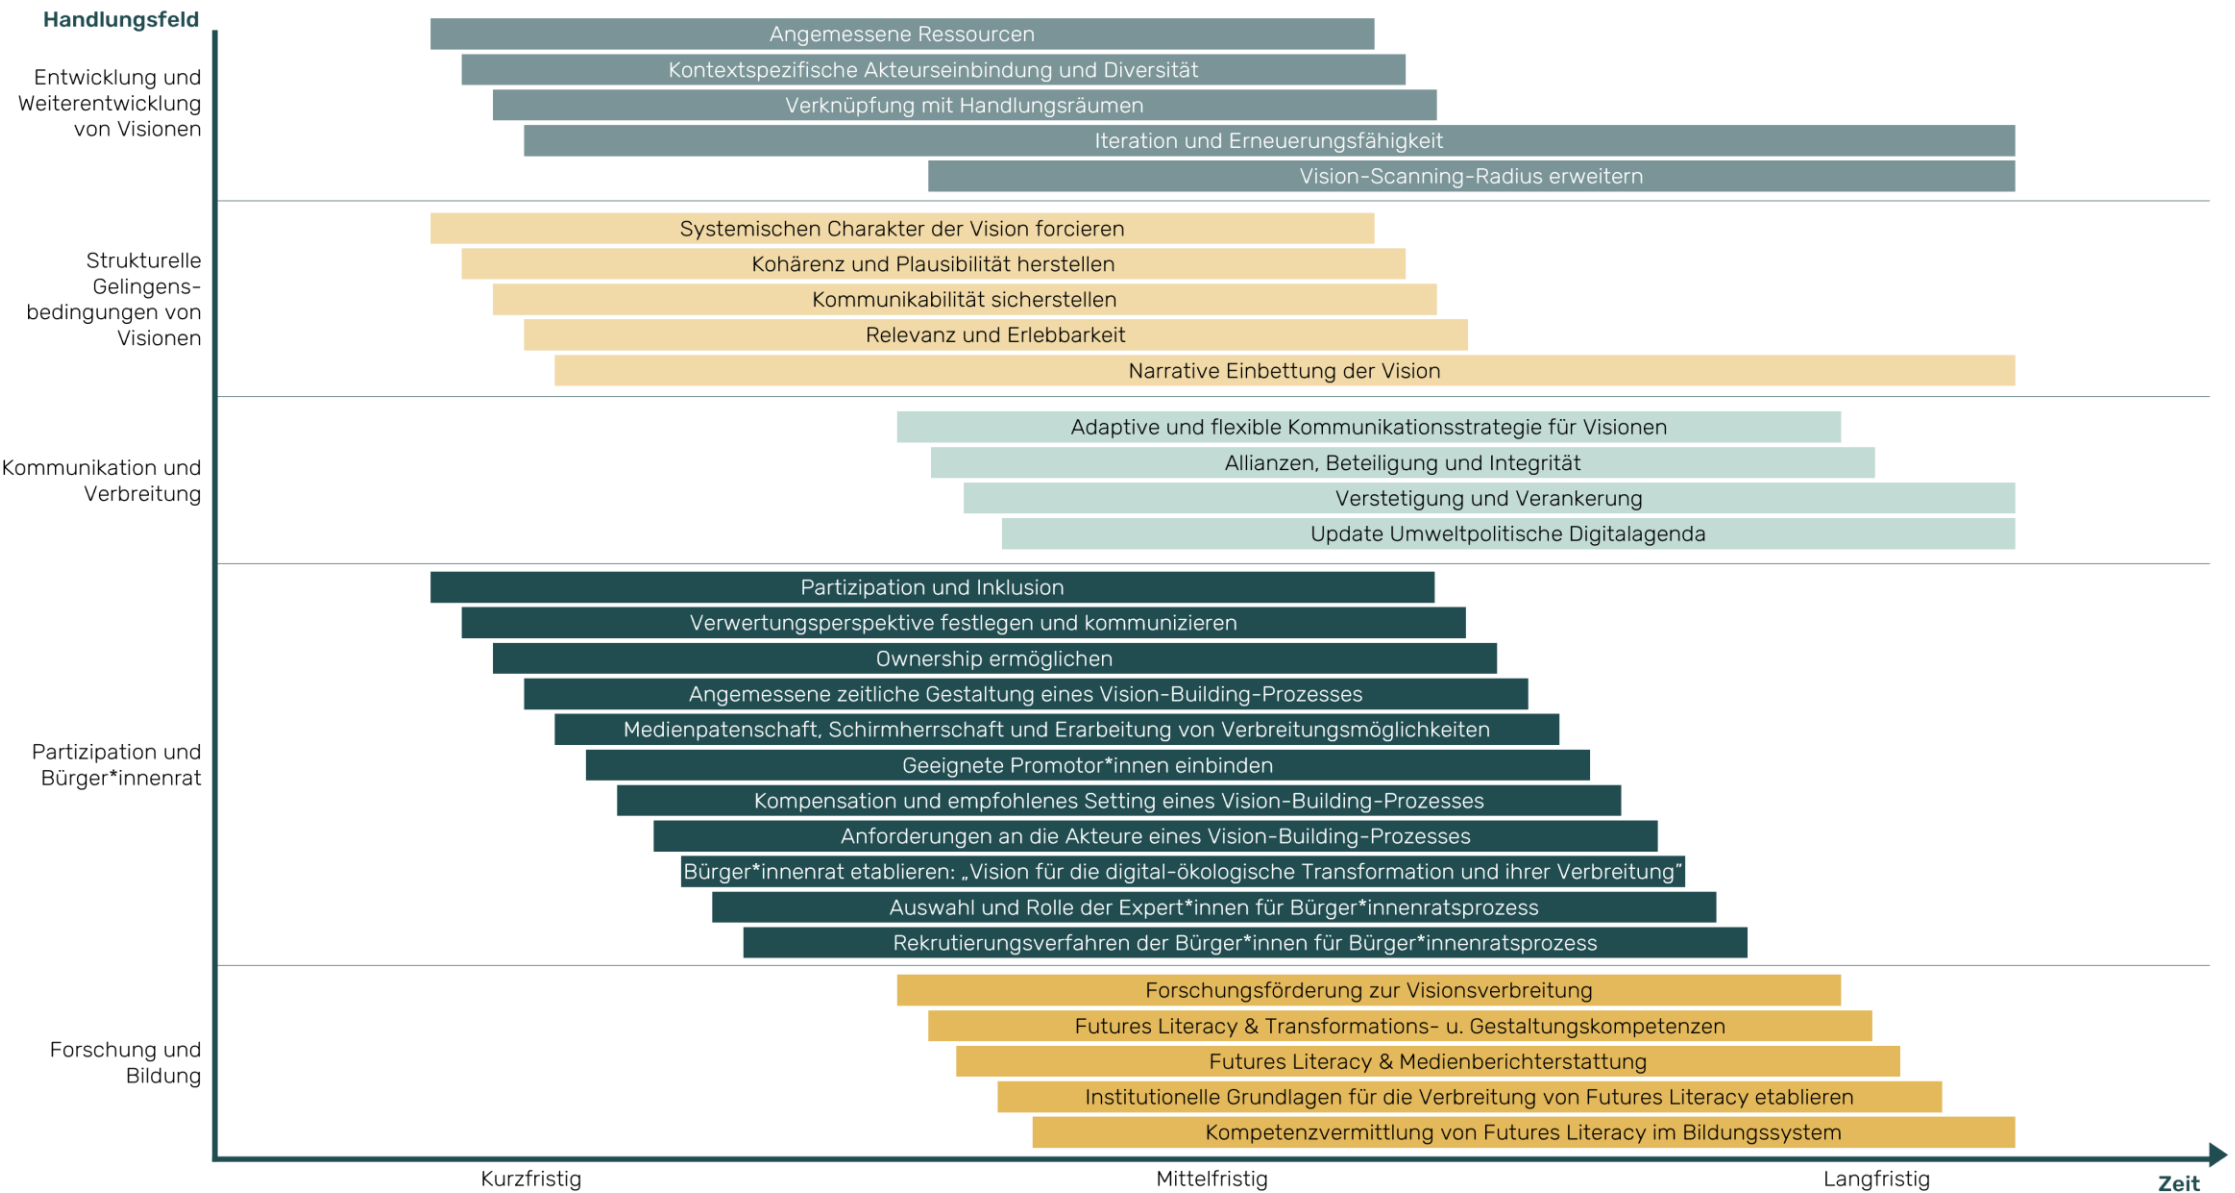 Handlungsfeld
Entwicklung und
Weiterentwicklung
von Visionen
Angemessene Ressourcen
Kontextspezifische Akteurseinbindung und Diversität
Verknüpfung mit Handlungsräumen
Iteration und Erneuerungsfähigkeit
Vision-Scanning-Radius erweitern
Strukturelle
Gelingens-
bedingungen von
Visionen
Systemischen Charakter der Vision forcieren
Kohärenz und Plausibilität herstellen
Kommunikabilität sicherstellen
Relevanz und Erlebbarkeit
Narrative Einbettung der Vision
Kommunikation und
Verbreitung
Adaptive und flexible Kommunikationsstrategie für Visionen
Allianzen, Beteiligung und Integrität
Verstetigung und Verankerung
Update Umweltpolitische Digitalagenda
Partizipation und
Bürger*innenrat
Partizipation und Inklusion
Verwertungsperspektive festlegen und kommunizieren
Ownership ermöglichen
Angemessene zeitliche Gestaltung eines Vision-Building-Prozesses
Medienpatenschaft, Schirmherrschaft und Erarbeitung von Verbreitungsmöglichkeiten
Geeignete Promotor*innen einbinden
Kompensation und empfohlenes Setting eines Vision-Building-Prozesses
Anforderungen an die Akteure eines Vision-Building-Prozesses
Bürger*innenrat etablieren: „Vision für die digital-ökologische Transformation und ihrer Verbreitung”
Auswahl und Rolle der Expert*innen für Bürger*innenratsprozess
Rekrutierungsverfahren der Bürger*innen für Bürger*innenratsprozess
Forschung und
Bildung
Forschungsförderung zur Visionsverbreitung
Futures Literacy & Transformations- u. Gestaltungskompetenzen
Futures Literacy & Medienberichterstattung
Institutionelle Grundlagen für die Verbreitung von Futures Literacy etablieren
Kompetenzvermittlung von Futures Literacy im Bildungssystem
Kurzfristig
Mittelfristig
Langfristig
Zeit